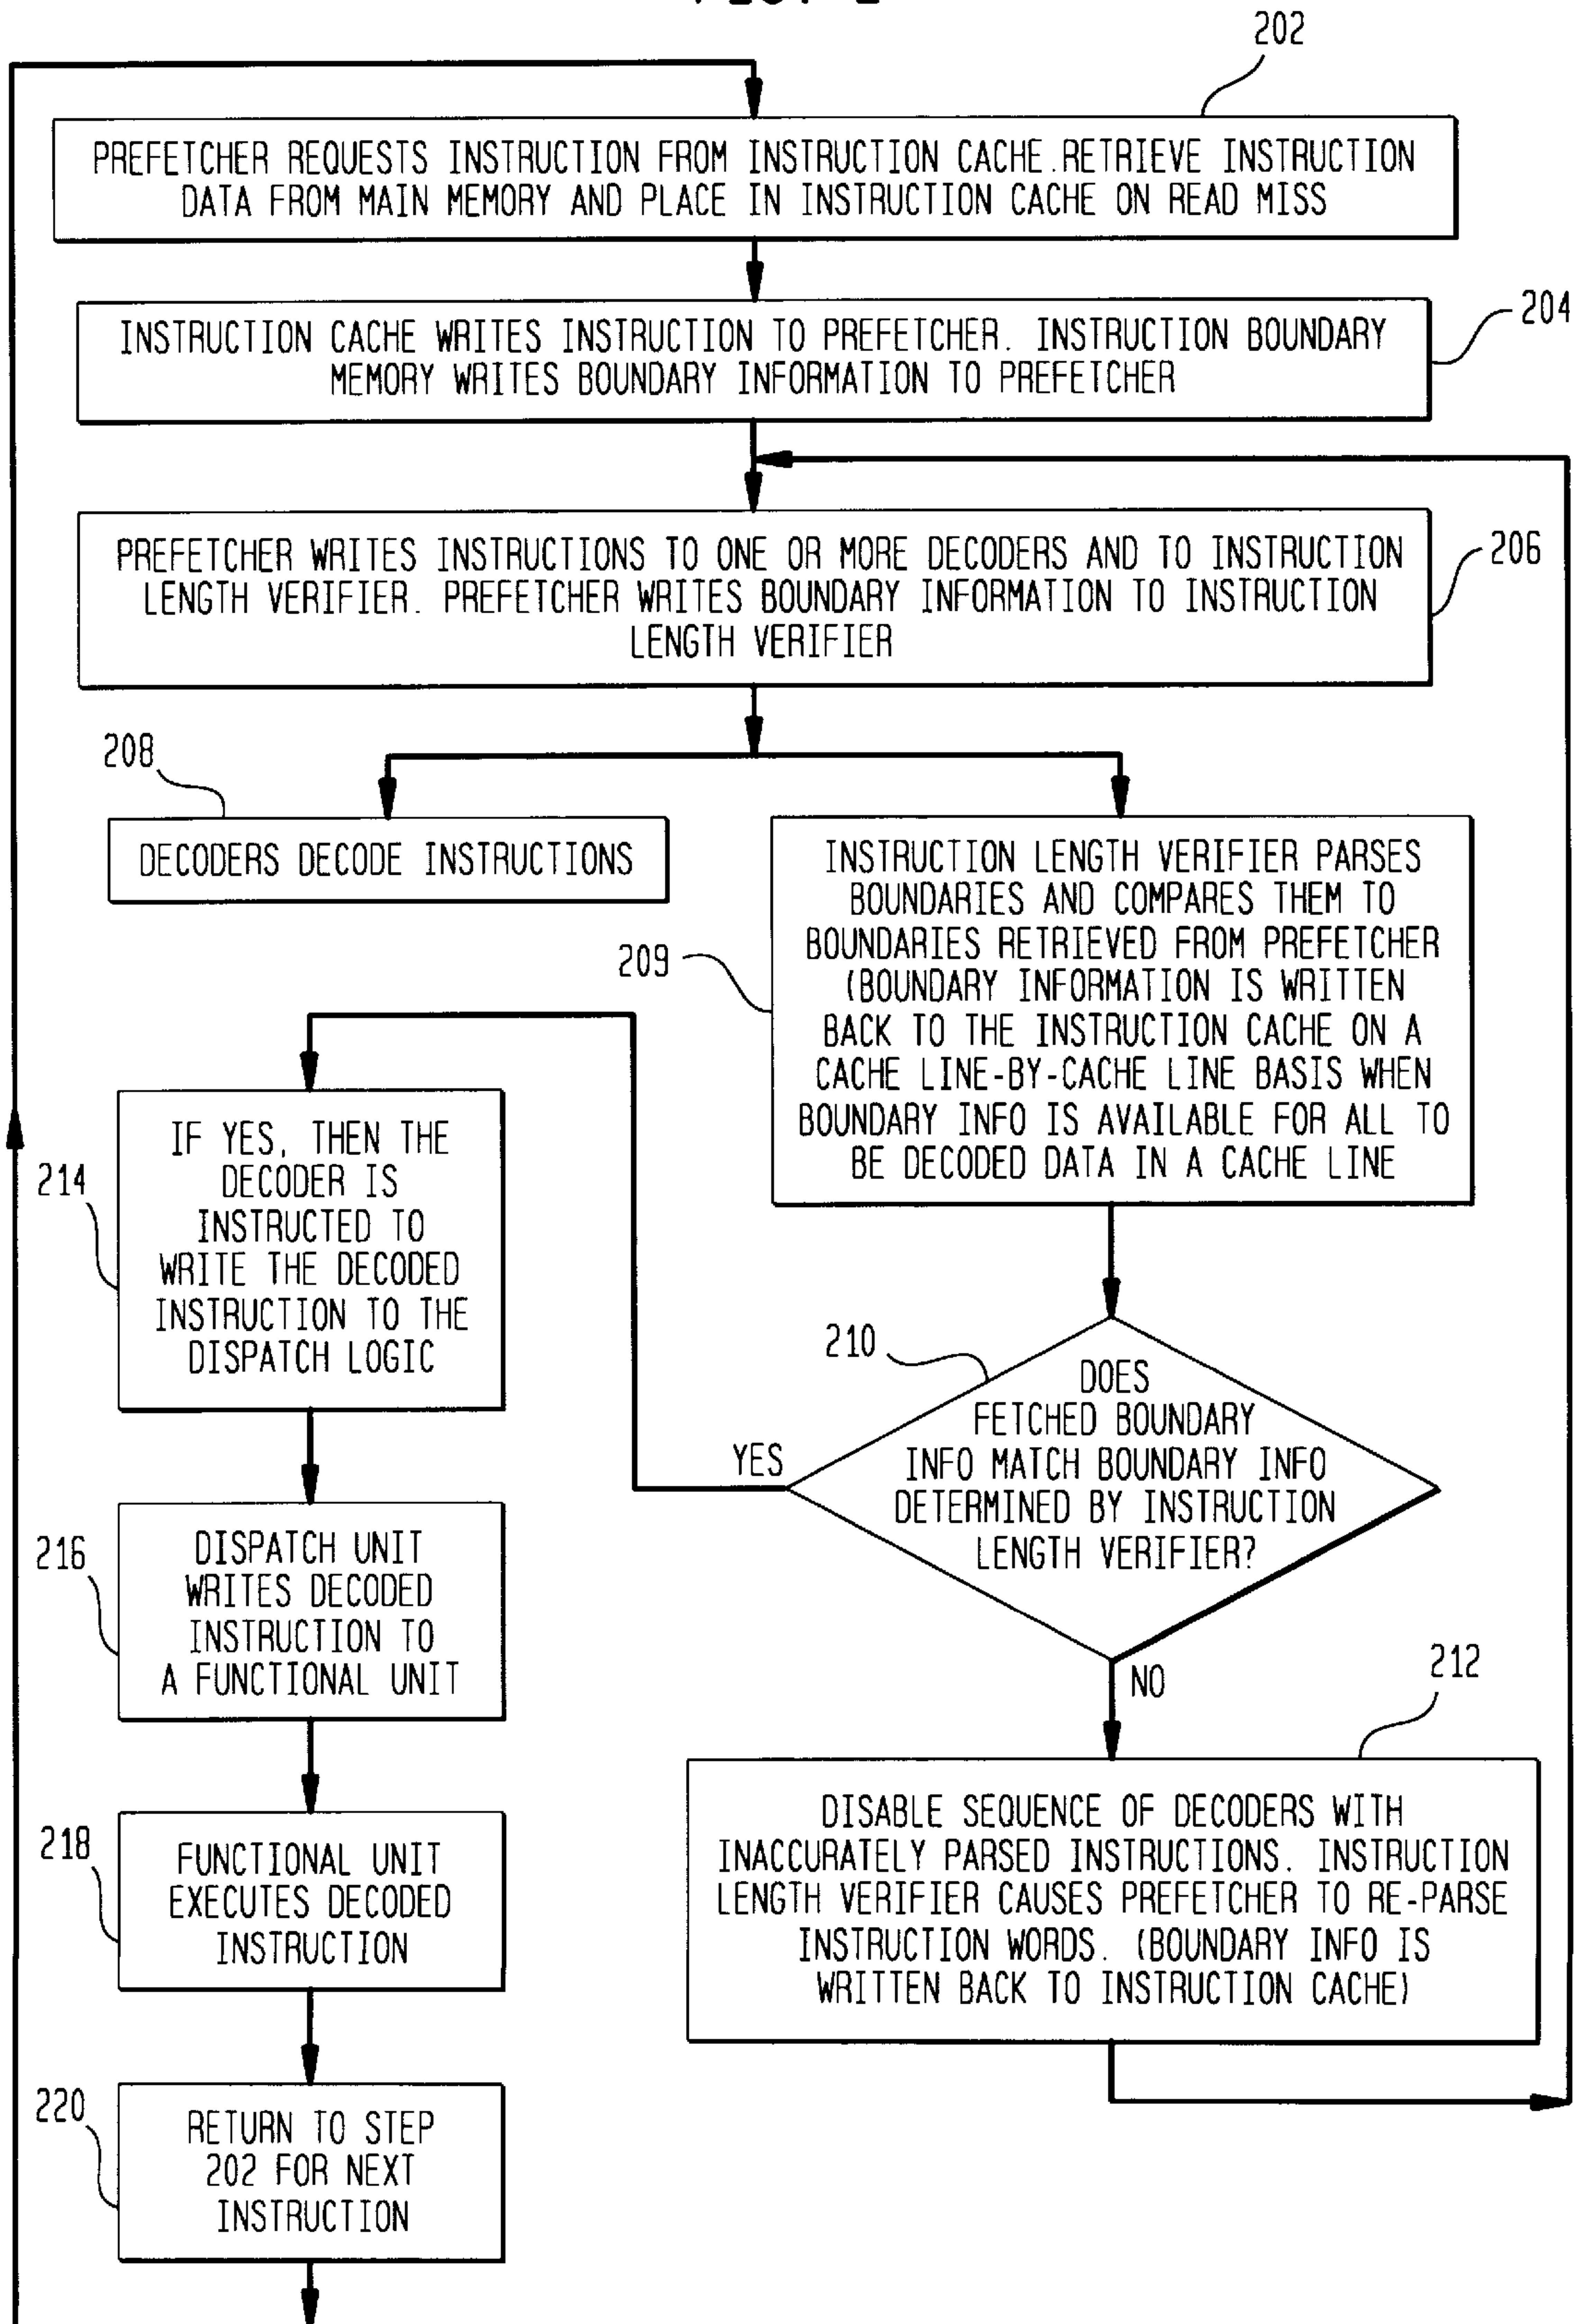 202
PREFETCHER REQUESTS INSTRUCTION FROM INSTRUCTION CACHE.RETRIEVE INSTRUCTION
DATA FROM MAIN MEMORY AND PLACE IN INSTRUCTION CACHE ON READ MISS
204
INSTRUCTION CACHE WRITES INSTRUCTION TO PREFETCHER. INSTRUCTION BOUNDARY
MEMORY WRITES BOUNDARY INFORMATION TO PREFETCHER
206
PREFETCHER WRITES INSTRUCTIONS TO ONE OR MORE DECODERS AND TO INSTRUCTION
LENGTH VERIFIER. PREFETCHER WRITES BOUNDARY INFORMATION TO INSTRUCTION
LENGTH VERIFIER
208
DECODERS DECODE INSTRUCTIONS
209
INSTRUCTION LENGTH VERIFIER PARSES
BOUNDARIES AND COMPARES THEM TO
BOUNDARIES RETRIEVED FROM PREFETCHER
(BOUNDARY INFORMATION IS WRITTEN
BACK TO THE INSTRUCTION CACHE ON A
CACHE LINE-BY-CACHE LINE BASIS WHEN
BOUNDARY INFO IS AVAILABLE FOR ALL TO
BE DECODED DATA IN A CACHE LINE
210
DOES
FETCHED BOUNDARY
INFO MATCH BOUNDARY INFO
DETERMINED BY INSTRUCTION
LENGTH VERIFIER?
YES
NO
212
DISABLE SEQUENCE OF DECODERS WITH
INACCURATELY PARSED INSTRUCTIONS. INSTRUCTION
LENGTH VERIFIER CAUSES PREFETCHER TO RE-PARSE
INSTRUCTION WORDS. (BOUNDARY INFO IS
WRITTEN BACK TO INSTRUCTION CACHE)
214
IF YES, THEN THE
DECODER IS
INSTRUCTED TO
WRITE THE DECODED
INSTRUCTION TO THE
DISPATCH LOGIC
216
DISPATCH UNIT
WRITES DECODED
INSTRUCTION TO
A FUNCTIONAL UNIT
218
FUNCTIONAL UNIT
EXECUTES DECODED
INSTRUCTION
220
RETURN TO STEP
202 FOR NEXT
INSTRUCTION